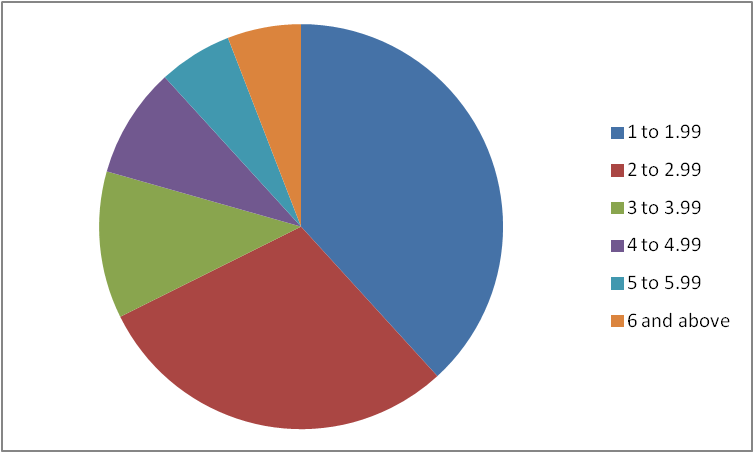 1 to 1.99
2 to 2.99
3 to 3.99
4 to 4.99
5 to 5.99
6 and above